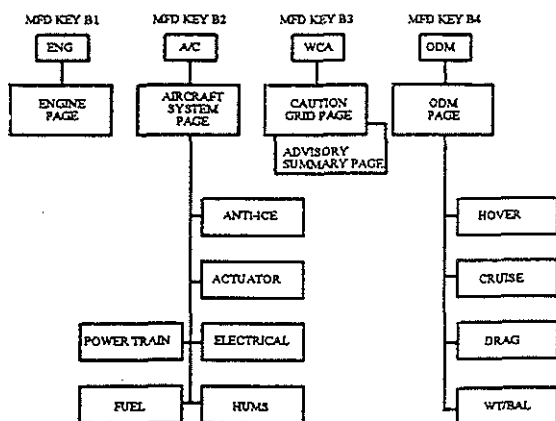 MFD KEY B1 MFD KEY B2 MFD KEY B3 MFD KEY B4
ENG A/C WCA ODM
ENGINE PAGE
AIRCRAFT SYSTEM PAGE
CAUTION GRID PAGE
ODM PAGE
ADVISORY SUMMARY PAGE
ANTI-ICE HOVER
ACTUATOR CRUISE
POWER TRAIN ELECTRICAL DRAG
FUEL HUMS WT/BAL